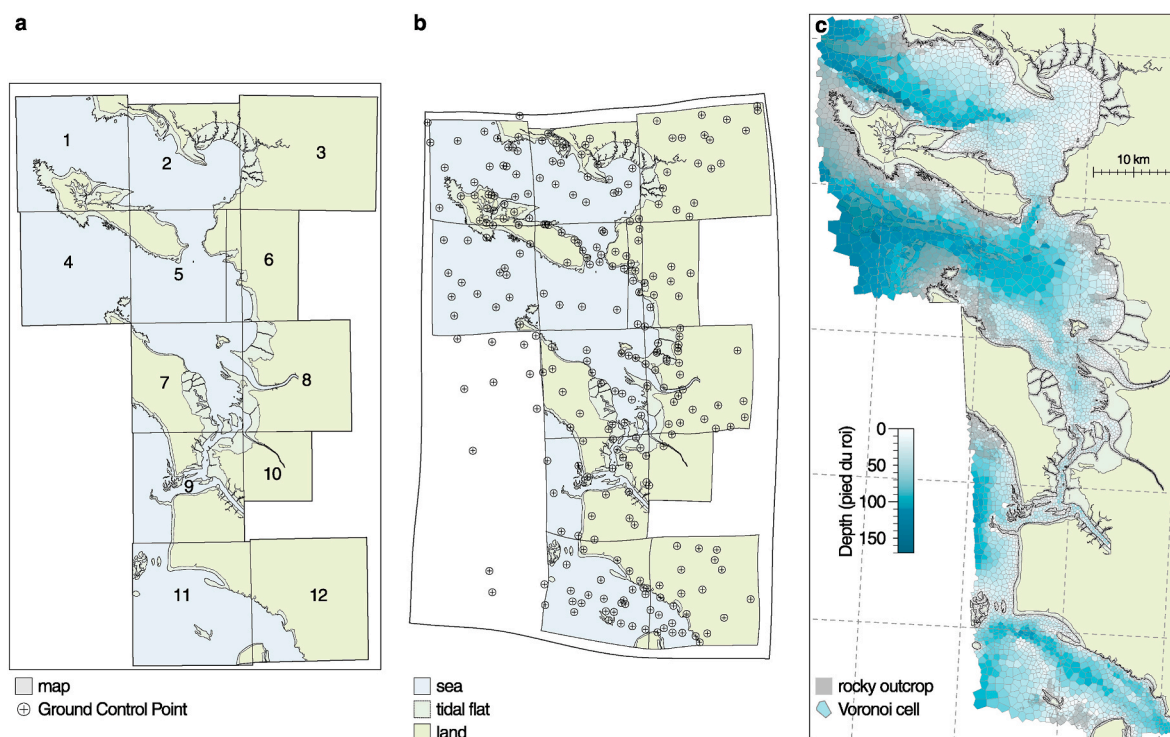 a
1
2
3
4
5
6
7
8
9
10
11
12
map
Ground Control Point
b
sea
tidal flat
land
c
10 km
Depth (pied du roi)
0
50
100
150
rocky outcrop
Voronoi cell